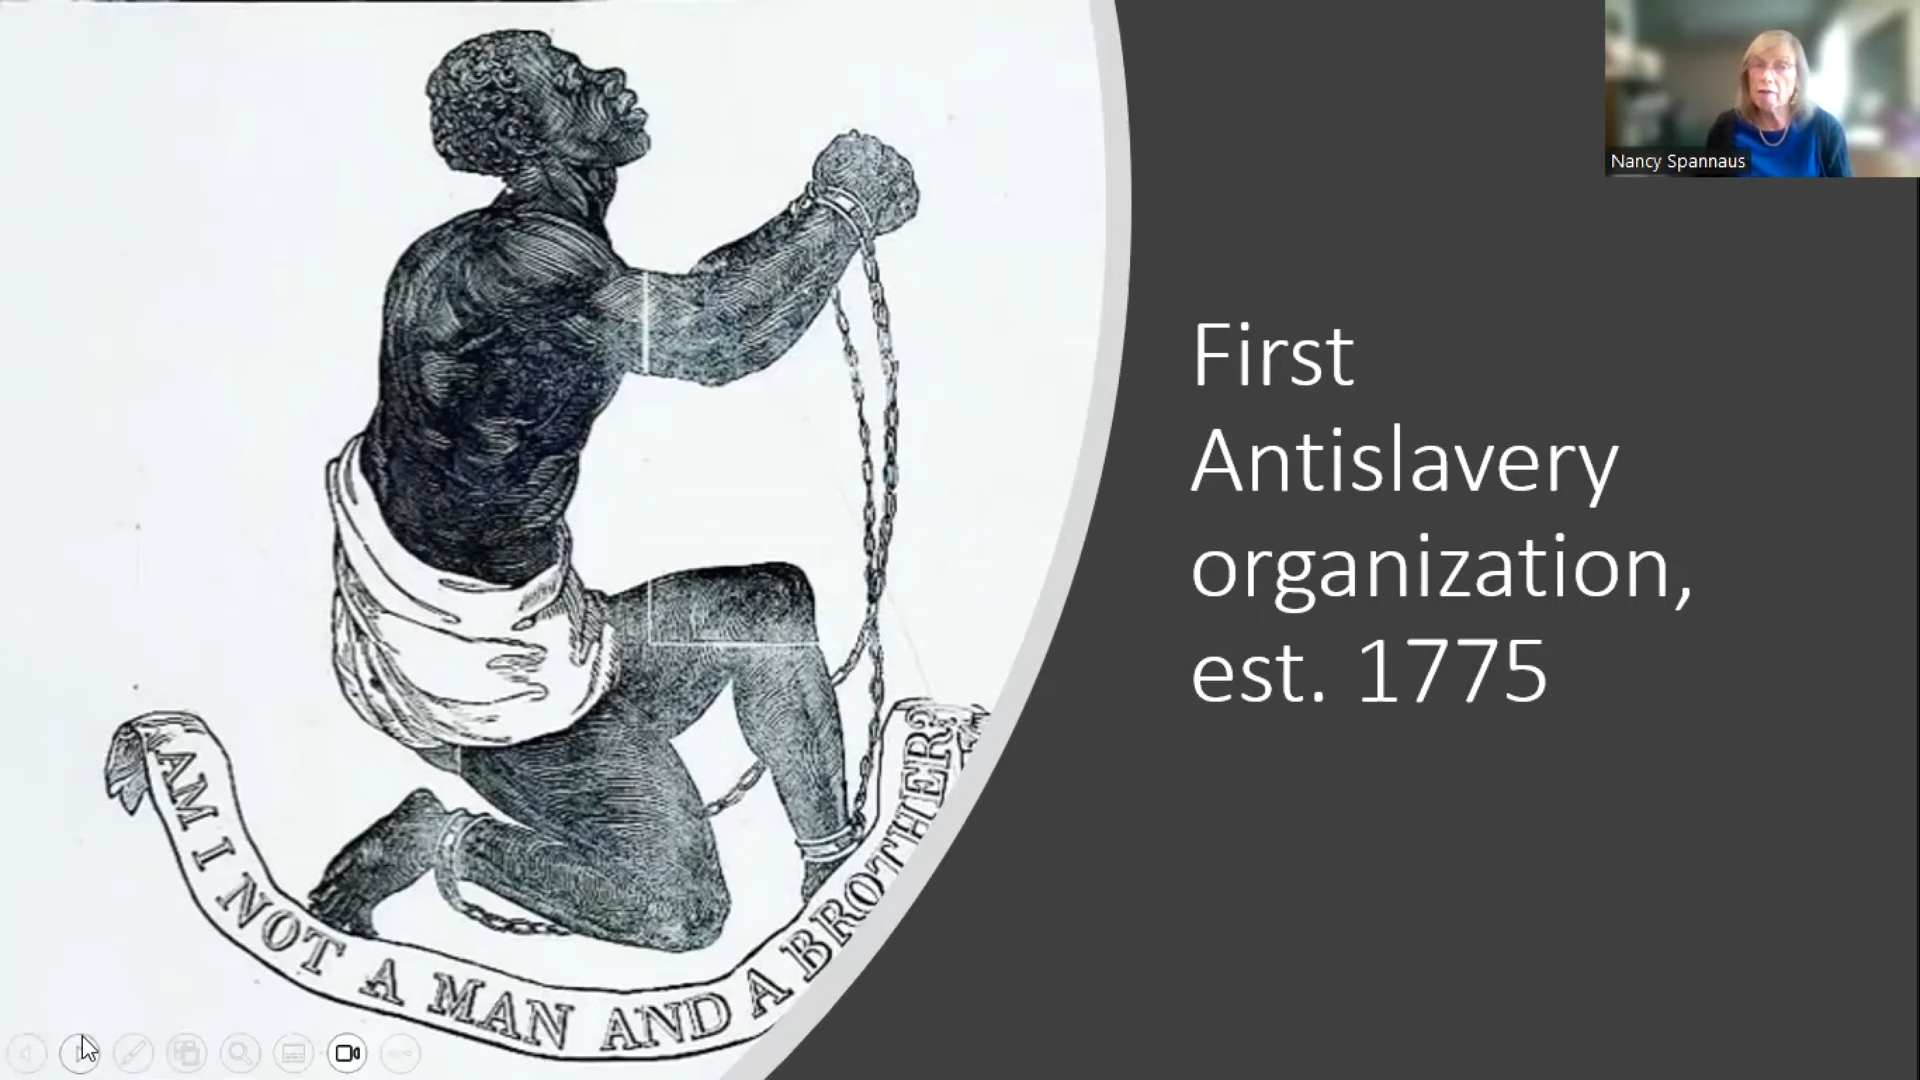 Nancy Spannaus
First
Antislavery
organization,
est. 1775
AM I NOT A MAN AND A BROTHER?